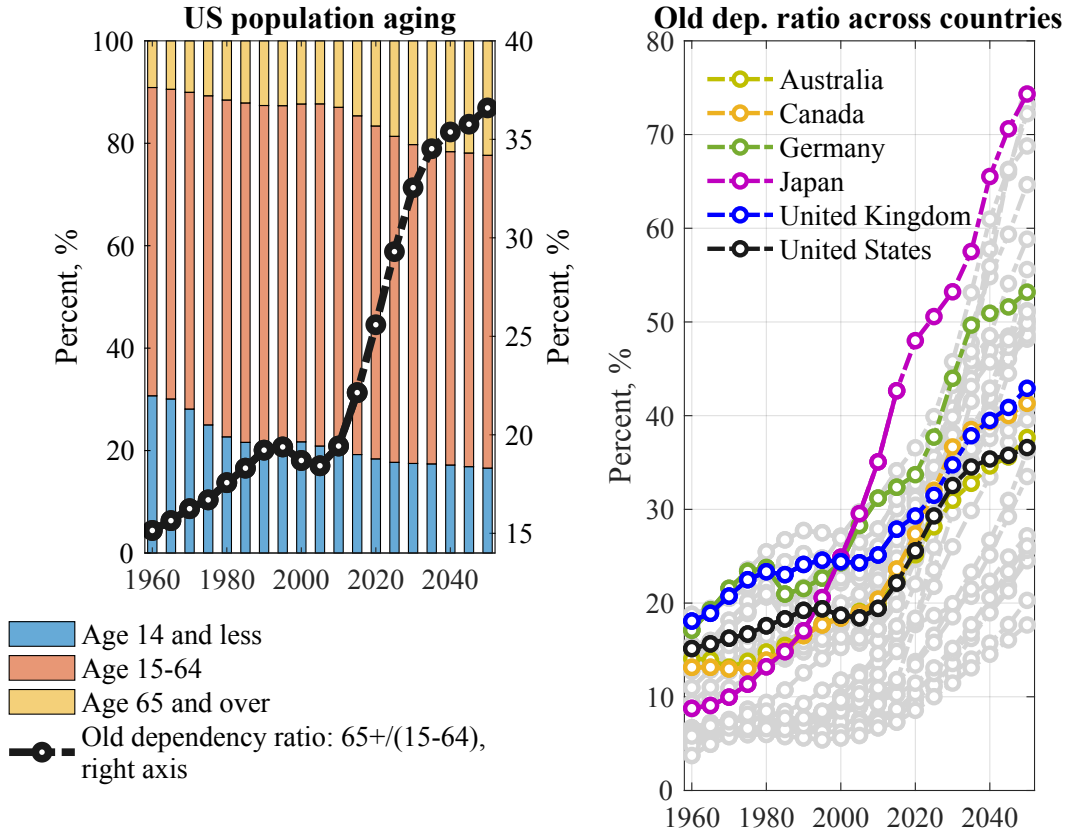 US population aging
100
80
60
40
20
0
Percent, %
40
35
30
25
20
15
Percent, %
1960
1980
2000
2020
2040
Age 14 and less
Age 15-64
Age 65 and over
Old dependency ratio: 65+/(15-64),
right axis
Old dep. ratio across countries
80
70
60
50
40
30
20
10
0
Percent, %
Australia
Canada
Germany
Japan
United Kingdom
United States
1960
1980
2000
2020
2040